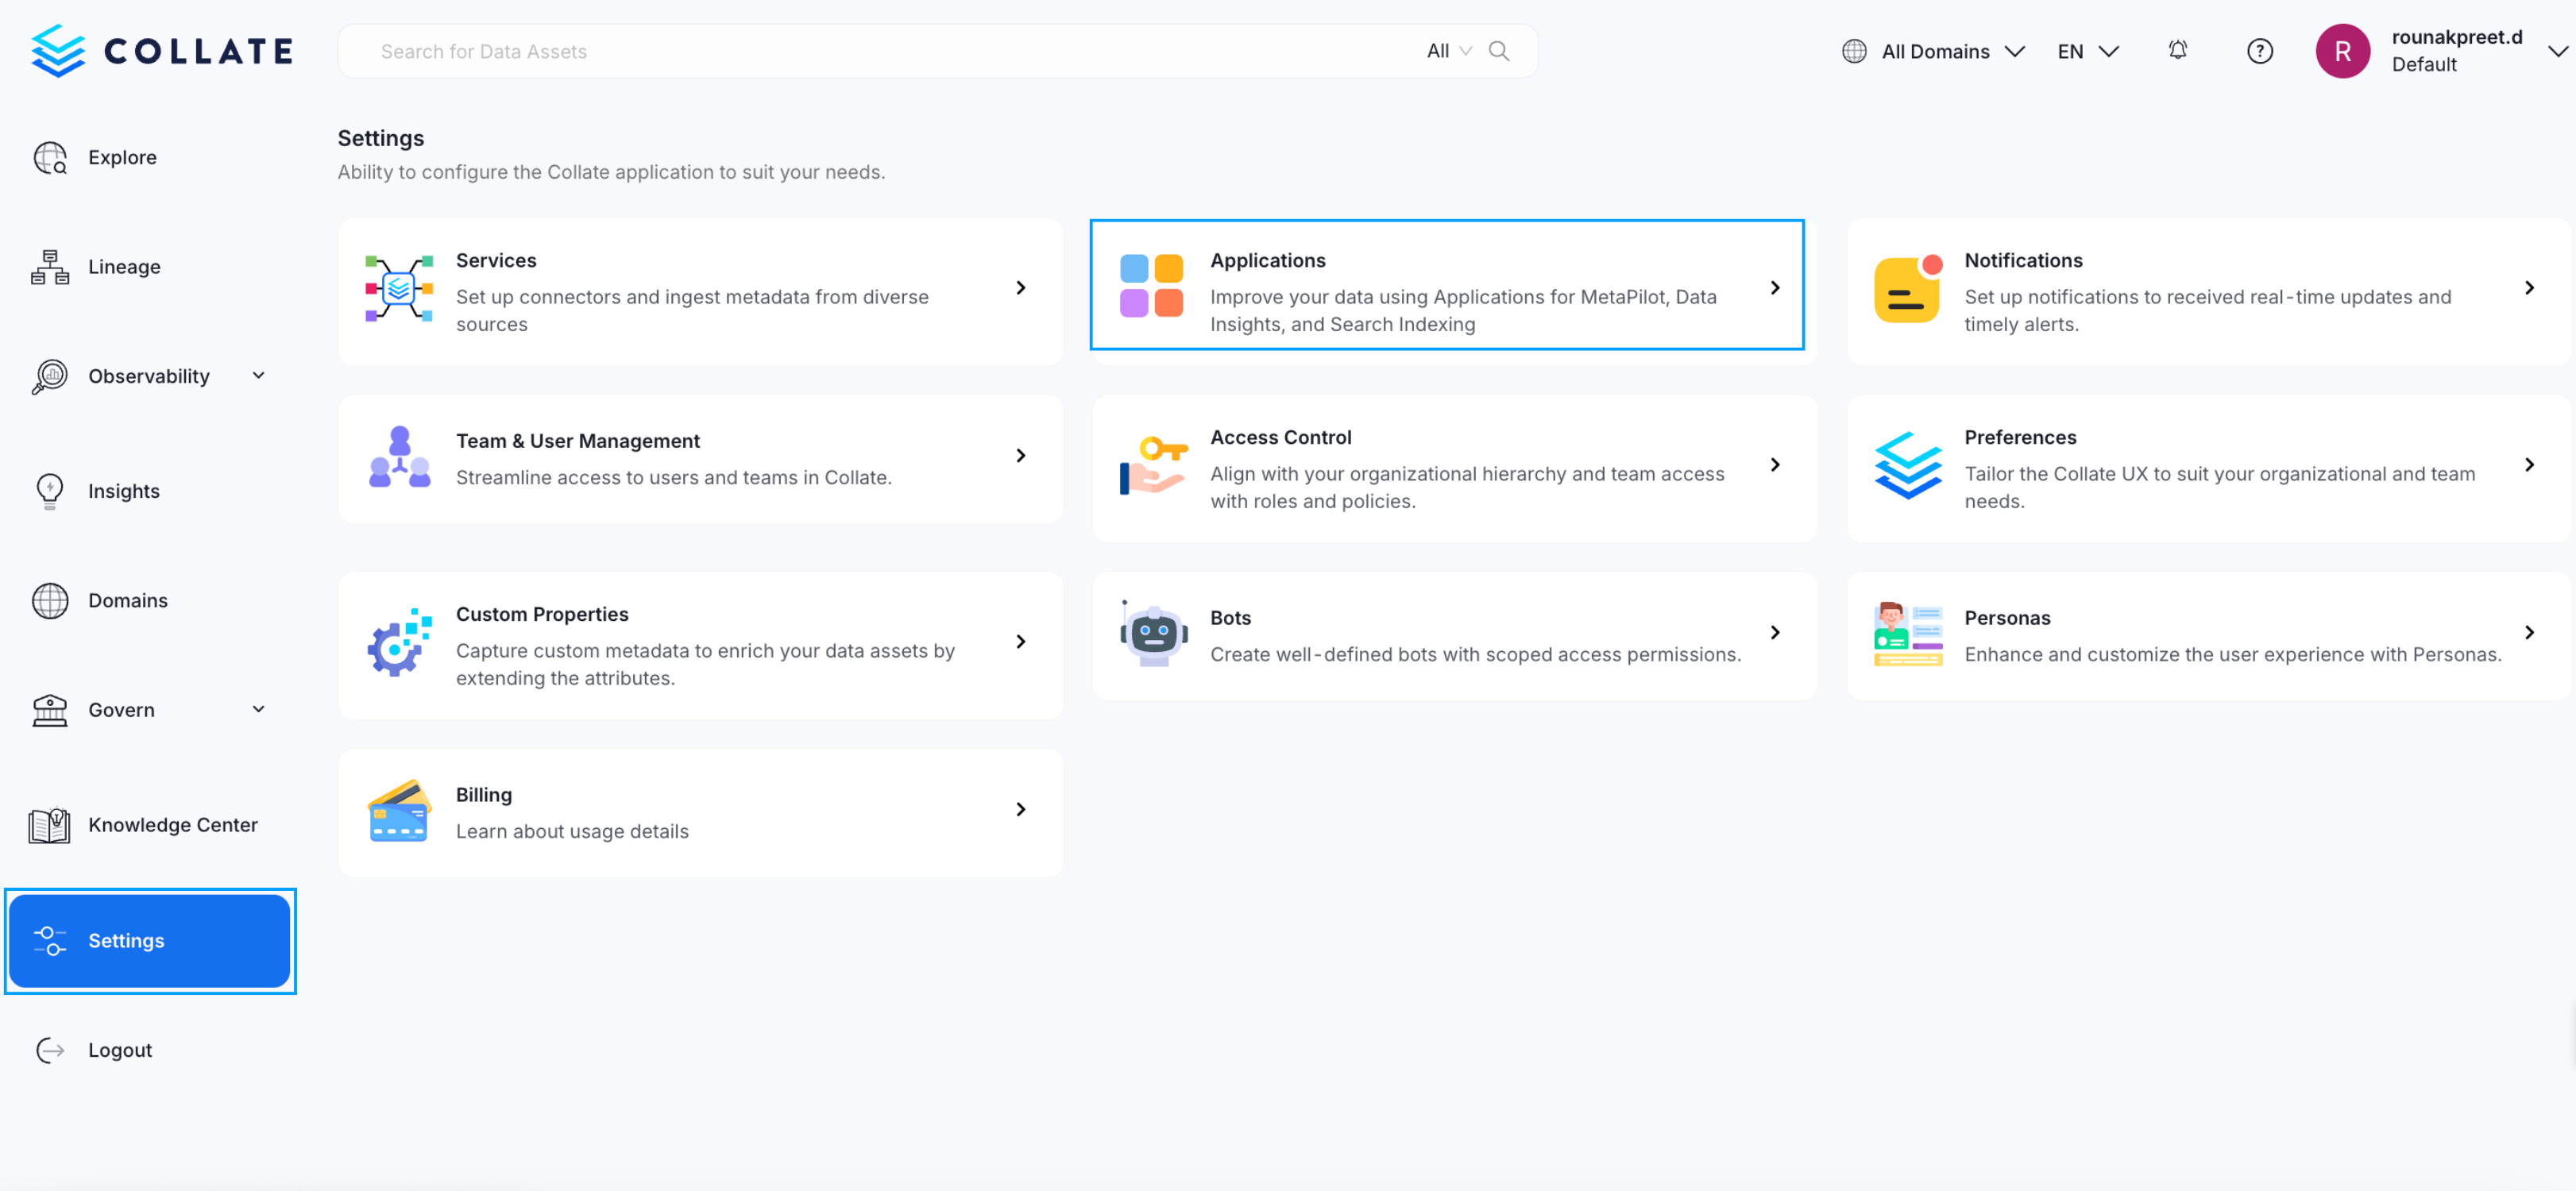 COLLATE
Search for Data Assets
All
All Domains
EN
R
rounakpreet.d
Default
Explore
Lineage
Observability
Insights
Domains
Govern
Knowledge Center
Settings
Logout
Settings
Ability to configure the Collate application to suit your needs.
Services
Set up connectors and ingest metadata from diverse
sources
Applications
Improve your data using Applications for MetaPilot, Data
Insights, and Search Indexing
Notifications
Set up notifications to received real-time updates and
timely alerts.
Team & User Management
Streamline access to users and teams in Collate.
Access Control
Align with your organizational hierarchy and team access
with roles and policies.
Preferences
Tailor the Collate UX to suit your organizational and team
needs.
Custom Properties
Capture custom metadata to enrich your data assets by
extending the attributes.
Bots
Create well-defined bots with scoped access permissions.
Personas
Enhance and customize the user experience with Personas.
Billing
Learn about usage details